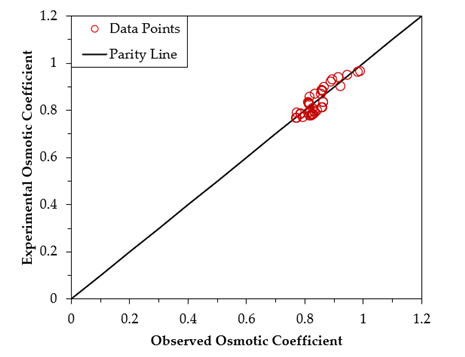 Data Points
Parity Line
Experimental Osmotic Coefficient
1.2
1
0.8
0.6
0.4
0.2
0
0 0.2 0.4 0.6 0.8 1 1.2
Observed Osmotic Coefficient